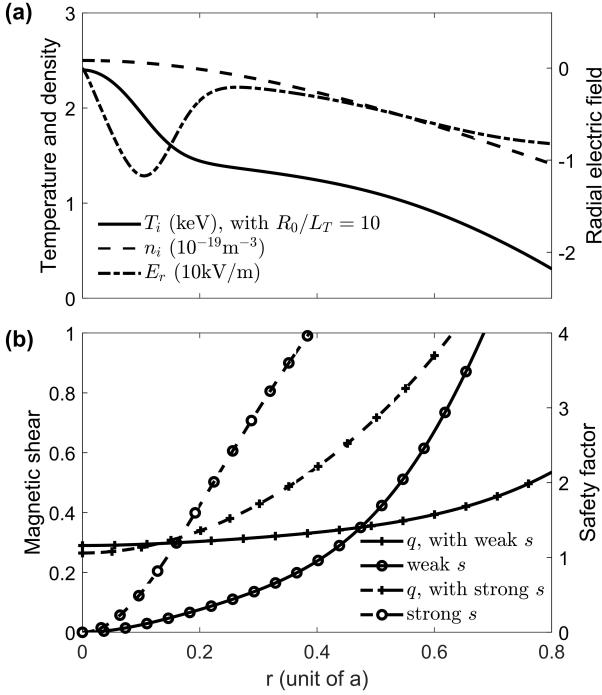 (a)
3
2
1
0
Temperature and density
0
-1
-2
Radial electric field
T_i (keV), with R_0/L_T = 10
n_i (10^{-19}m^{-3})
E_r (10kV/m)
(b)
1
0.8
0.6
0.4
0.2
0
Magnetic shear
4
3
2
1
0
Safety factor
q, with weak s
weak s
q, with strong s
strong s
0 0.2 0.4 0.6 0.8
r (unit of a)